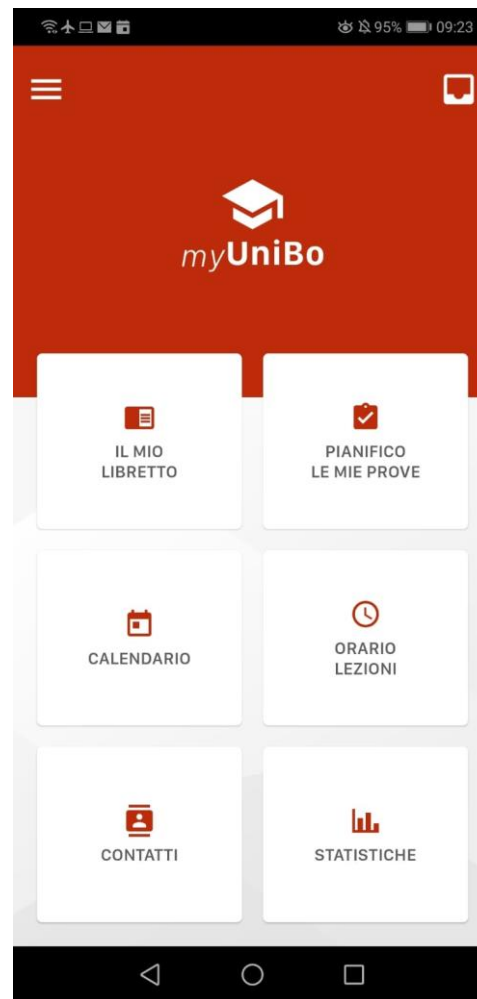 95% 09:23
myUniBo
IL MIO
LIBRETTO
PIANIFICO
LE MIE PROVE
CALENDARIO
ORARIO
LEZIONI
CONTATTI
STATISTICHE